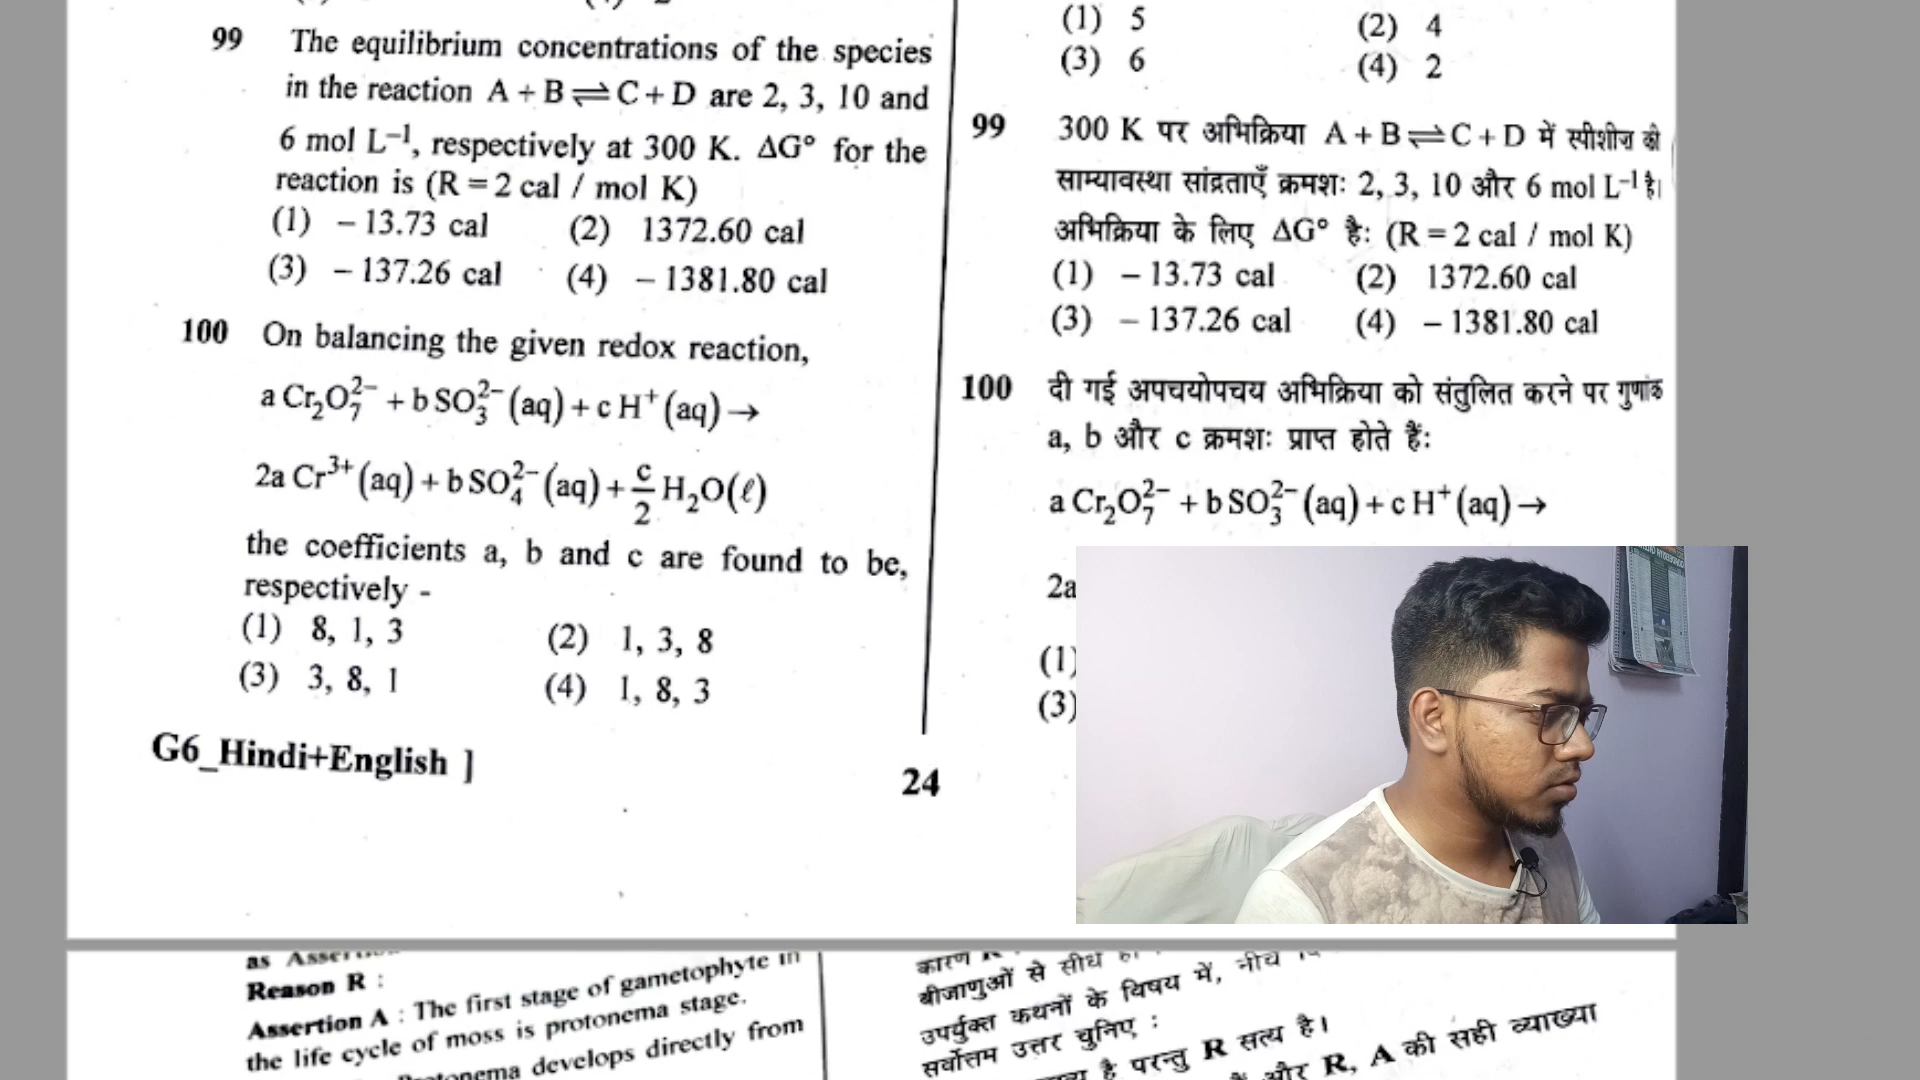 99 The equilibrium concentrations of the species
in the reaction A + B ⇌ C + D are 2, 3, 10 and
6 mol L⁻¹, respectively at 300 K. ΔG° for the
reaction is (R = 2 cal / mol K)
(1) – 13.73 cal (2) 1372.60 cal
(3) – 137.26 cal (4) – 1381.80 cal
100 On balancing the given redox reaction,
a Cr₂O₇²⁻ + b SO₃²⁻ (aq) + c H⁺ (aq) →
2a Cr³⁺ (aq) + b SO₄²⁻ (aq) + c/2 H₂O(ℓ)
the coefficients a, b and c are found to be,
respectively -
(1) 8, 1, 3 (2) 1, 3, 8
(3) 3, 8, 1 (4) 1, 8, 3
G6_Hindi+English ]
24
(1) 5 (2) 4
(3) 6 (4) 2
99 300 K पर अभिक्रिया A + B ⇌ C + D में स्पीशीज की
साम्यावस्था सांद्रताएँ क्रमशः 2, 3, 10 और 6 mol L⁻¹ है।
अभिक्रिया के लिए ΔG° है: (R = 2 cal / mol K)
(1) – 13.73 cal (2) 1372.60 cal
(3) – 137.26 cal (4) – 1381.80 cal
100 दी गई अपचयोपचय अभिक्रिया को संतुलित करने पर गुणांक
a, b और c क्रमशः प्राप्त होते हैं:
a Cr₂O₇²⁻ + b SO₃²⁻ (aq) + c H⁺ (aq) →
2a
(1)
(3)
as
Reason R :
Assertion A : The first stage of gametophyte in
the life cycle of moss is protonema stage.
develops directly from
कारण
बीजाणुओं से सीधे
उपर्युक्त कथनों के विषय में, नीचे
सर्वोत्तम उत्तर चुनिए :
है परन्तु R सत्य है।
और R, A की सही व्याख्या